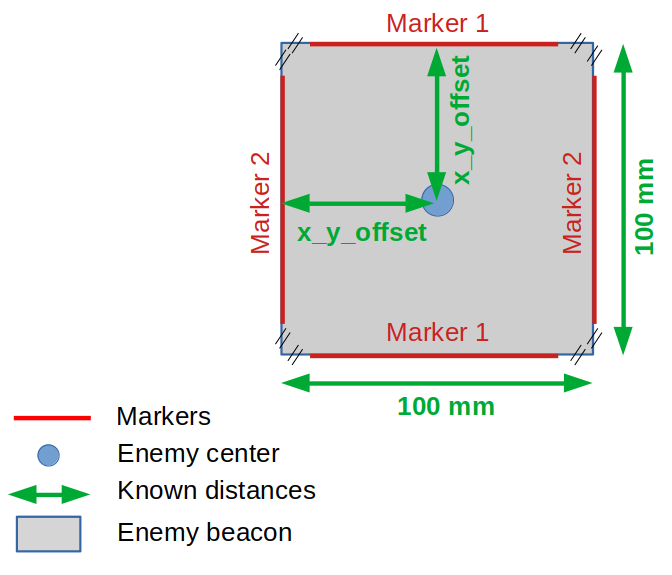 Marker 1
x_y_offset
Marker 2
Marker 2
100 mm
x_y_offset
Marker 1
100 mm
Markers
Enemy center
Known distances
Enemy beacon